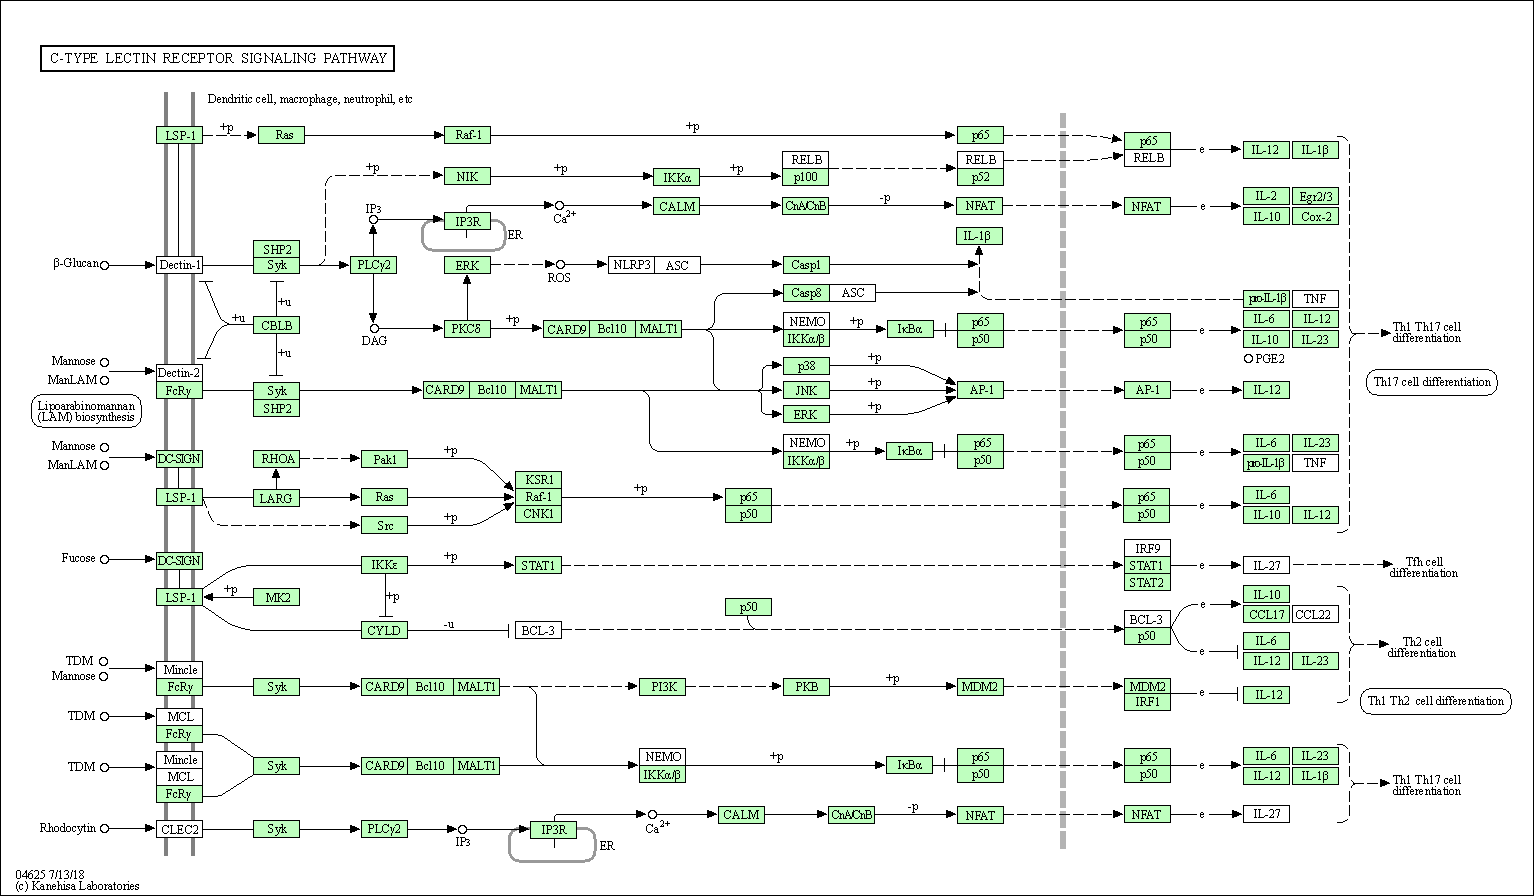 C-TYPE LECTIN RECEPTOR SIGNALING PATHWAY
Dendritic cell, macrophage, neutrophil, etc
LSP-1 +p Ras Raf-1 +p p65 p65 RELB e IL-12 IL-1β
+p NIK +p IKKα +p RELB p100 RELB p52
IP3 IP3R ER Ca2+ CALM CnA/CnB -p NFAT NFAT e IL-2 Egr2/3
IL-10 Cox-2
IL-1β
β-Glucan Dectin-1 SHP2 Syk PLCγ2 ERK ROS NLRP3 ASC Casp1
+u Casp8 ASC pro-IL-1β TNF
+u CBLB DAG PKCδ +p CARD9 Bcl10 MALT1 NEMO IKKα/β +p IκBα p65 p50 p65 p50 e IL-6 IL-12
IL-10 IL-23
PGE2
Th1 Th17 cell
differentiation
+u
Mannose
ManLAM
Dectin-2
FcRγ Syk SHP2 CARD9 Bcl10 MALT1 p38 +p
JNK +p AP-1 AP-1 e IL-12
ERK +p
Th17 cell differentiation
Lipoarabinomannan
(LAM) biosynthesis
Mannose
ManLAM
DC-SIGN RHOA Pak1 +p NEMO IKKα/β +p IκBα p65 p50 p65 p50 e IL-6 IL-23
pro-IL-1β TNF
LSP-1 LARG Ras KSR1 Raf-1 CNK1 +p p65 p50 p65 p50 e IL-6
IL-10 IL-12
Src +p
Fucose DC-SIGN IKKε +p STAT1 IRF9 STAT1 STAT2 e IL-27 Tfh cell
differentiation
LSP-1 +p MK2 +p p50 e IL-10
CCL17 CCL22
CYLD -u BCL-3 BCL-3 p50 e IL-6
IL-12 IL-23
Th2 cell
differentiation
TDM
Mannose
Mincle
FcRγ Syk CARD9 Bcl10 MALT1 PI3K PKB +p MDM2 MDM2 IRF1 e IL-12
Th1 Th2 cell differentiation
TDM MCL
FcRγ
TDM Mincle
MCL
FcRγ
Syk CARD9 Bcl10 MALT1 NEMO IKKα/β +p IκBα p65 p50 p65 p50 e IL-6 IL-23
IL-12 IL-1β
Th1 Th17 cell
differentiation
Rhodocytin CLEC2 Syk PLCγ2 IP3 IP3R ER Ca2+ CALM CnA/CnB -p NFAT NFAT e IL-27
04625 7/13/18
(c) Kanehisa Laboratories